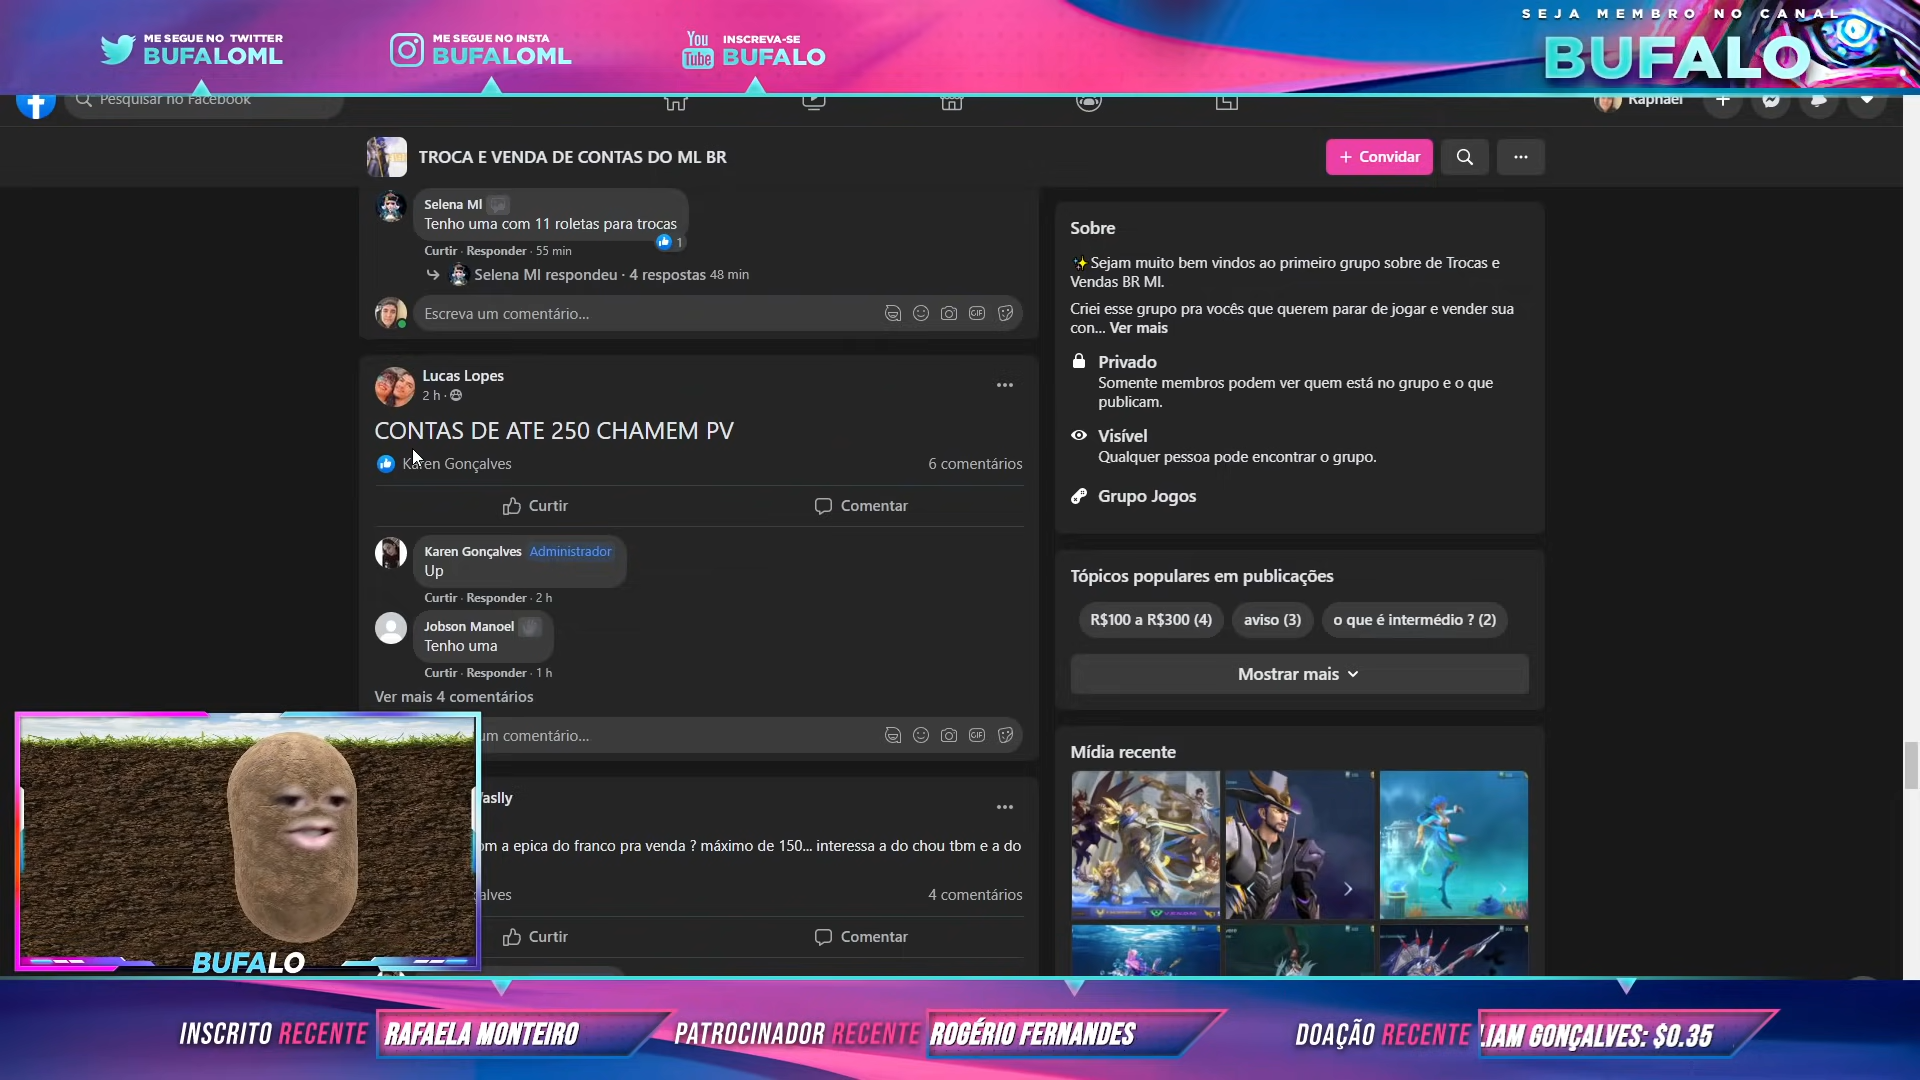 SEJA MEMBRO NO CANAL
BUFALO
ME SEGUE NO TWITTER
BUFALOML
ME SEGUE NO INSTA
BUFALOML
You
Tube
INSCREVA-SE
BUFALO
Pesquisar no Facebook
Raphael
TROCA E VENDA DE CONTAS DO ML BR
+ Convidar
Selena Ml
Tenho uma com 11 roletas para trocas
1
Curtir · Responder · 55 min
Selena Ml respondeu · 4 respostas 48 min
Escreva um comentário...
GIF
Lucas Lopes
2 h ·
CONTAS DE ATE 250 CHAMEM PV
Karen Gonçalves
6 comentários
Curtir
Comentar
Karen Gonçalves Administrador
Up
Curtir · Responder · 2 h
Jobson Manoel
Tenho uma
Curtir · Responder · 1 h
Ver mais 4 comentários
um comentário...
GIF
aslly
om a epica do franco pra venda ? máximo de 150... interessa a do chou tbm e a do
alves
4 comentários
Curtir
Comentar
Sobre
✨Sejam muito bem vindos ao primeiro grupo sobre de Trocas e
Vendas BR Ml.
Criei esse grupo pra vocês que querem parar de jogar e vender sua
con... Ver mais
Privado
Somente membros podem ver quem está no grupo e o que
publicam.
Visível
Qualquer pessoa pode encontrar o grupo.
Grupo Jogos
Tópicos populares em publicações
R$100 a R$300 (4)
aviso (3)
o que é intermédio ? (2)
Mostrar mais
Mídia recente
BUFALO
INSCRITO RECENTE
RAFAELA MONTEIRO
PATROCINADOR RECENTE
ROGÉRIO FERNANDES
DOAÇÃO RECENTE
LIAM GONÇALVES: $0.35